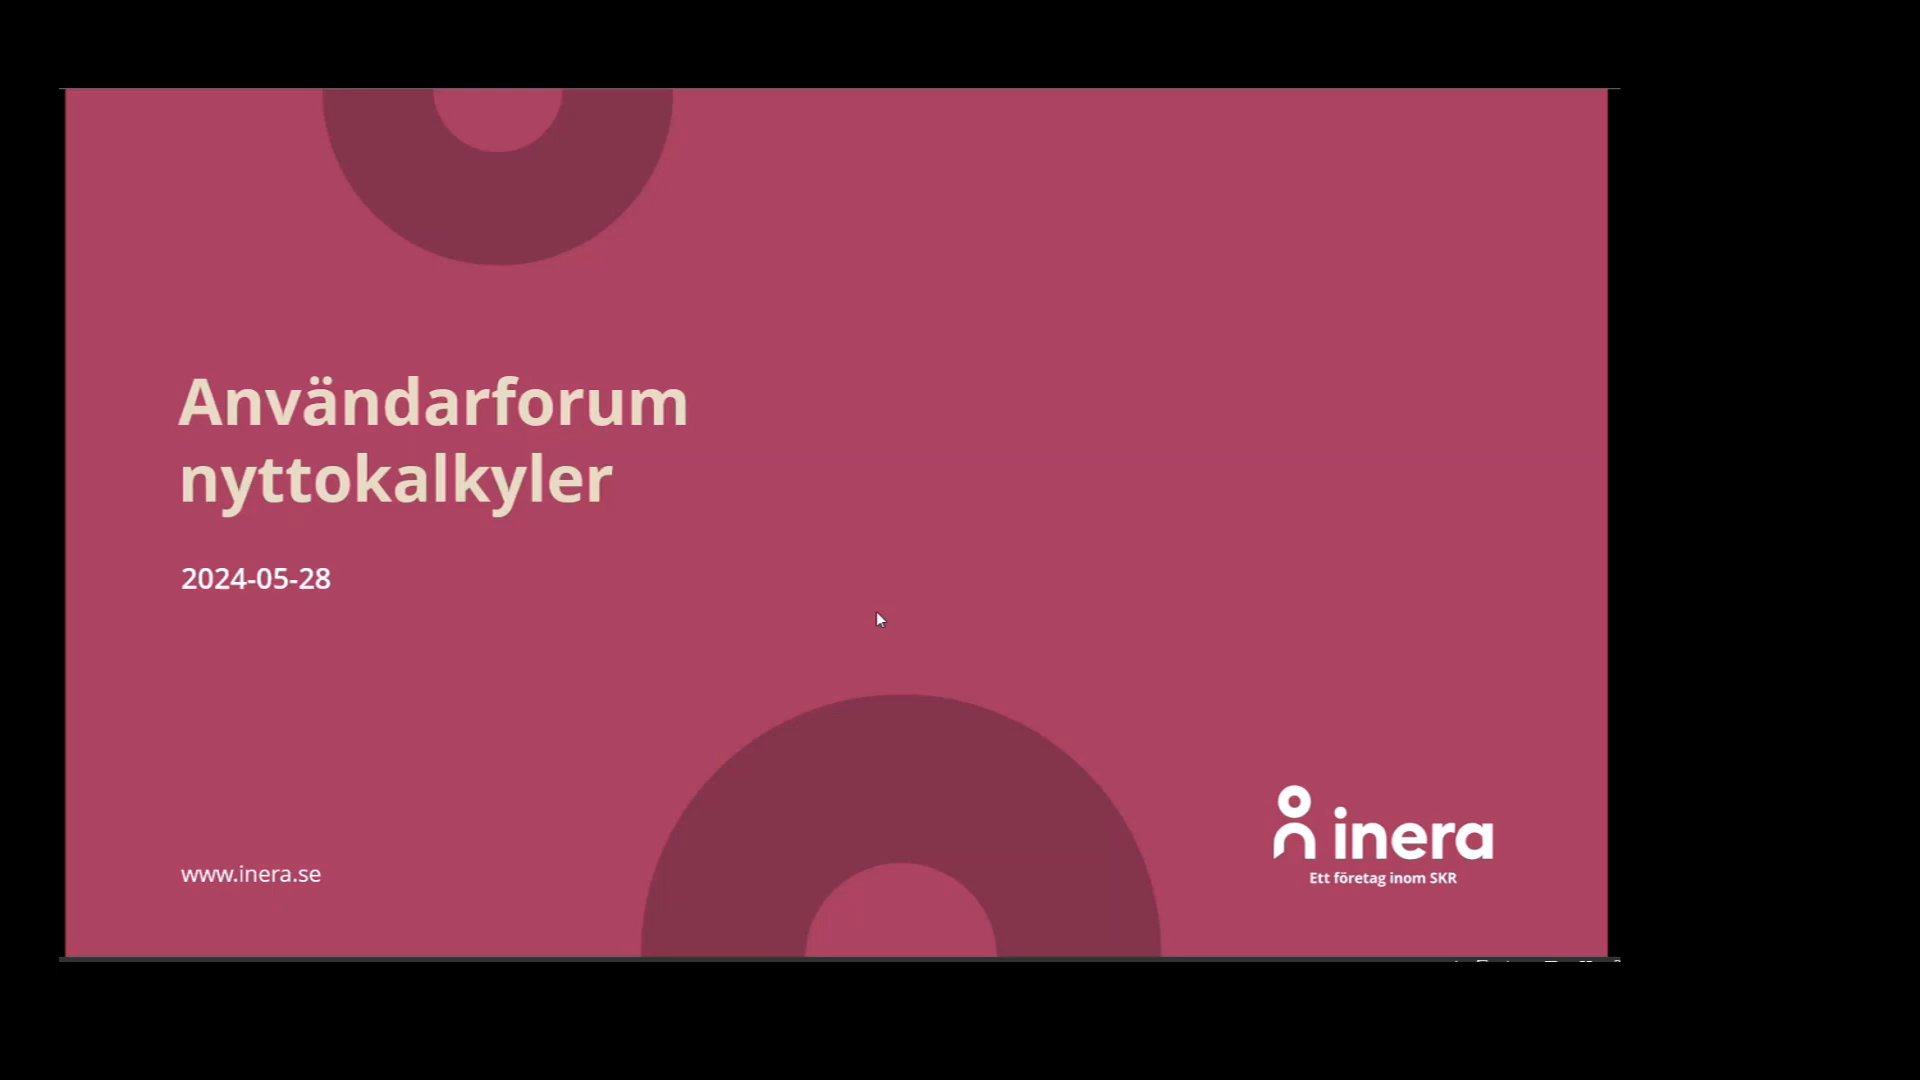 Användarforum
nyttokalkyler
2024-05-28
www.inera.se
inera
Ett företag inom SKR